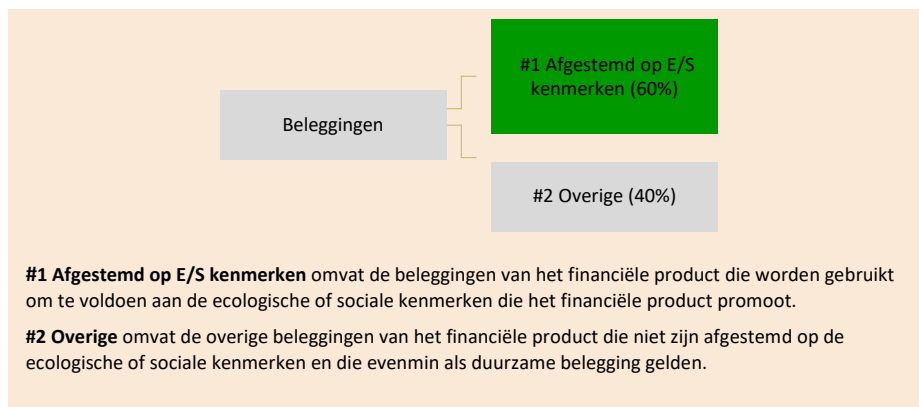 #1 Afgestemd op E/S
kenmerken (60%)
Beleggingen
#2 Overige (40%)
#1 Afgestemd op E/S kenmerken omvat de beleggingen van het financiële product die worden gebruikt
om te voldoen aan de ecologische of sociale kenmerken die het financiële product promoot.
#2 Overige omvat de overige beleggingen van het financiële product die niet zijn afgestemd op de
ecologische of sociale kenmerken en die evenmin als duurzame belegging gelden.